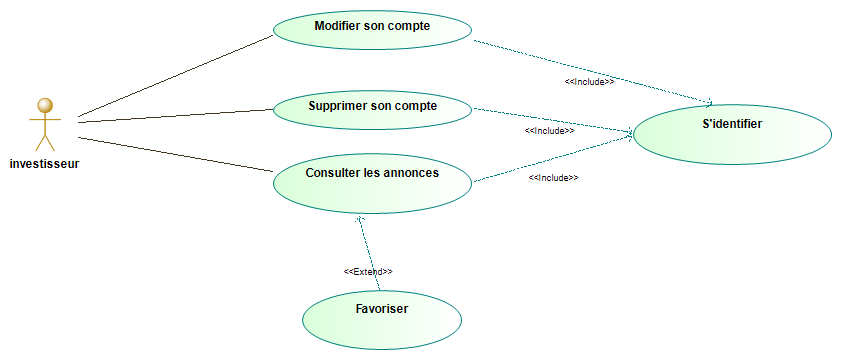 Modifier son compte
<<Include>>
Supprimer son compte
S'identifier
<<Include>>
investisseur
Consulter les annonces
<<Include>>
<<Extend>>
Favoriser